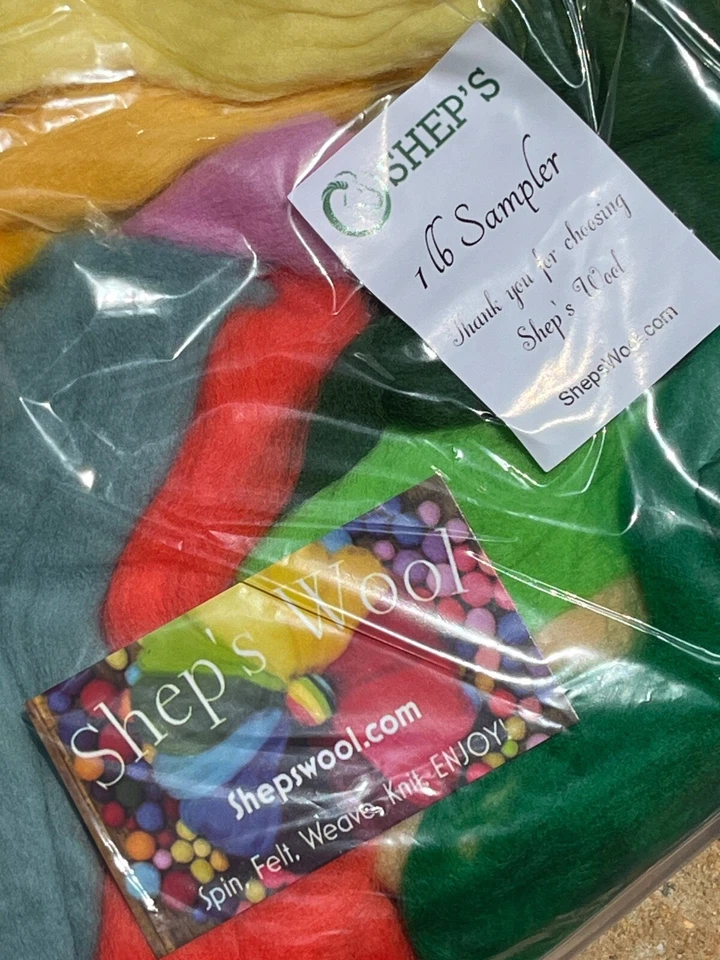 SHEP'S
1 lb Sampler
Thank you for choosing
Shep's Wool
ShepsWool.com
Shep's Wool
Shepswool.com
Spin, Felt, Weave, Knit, ENJOY!